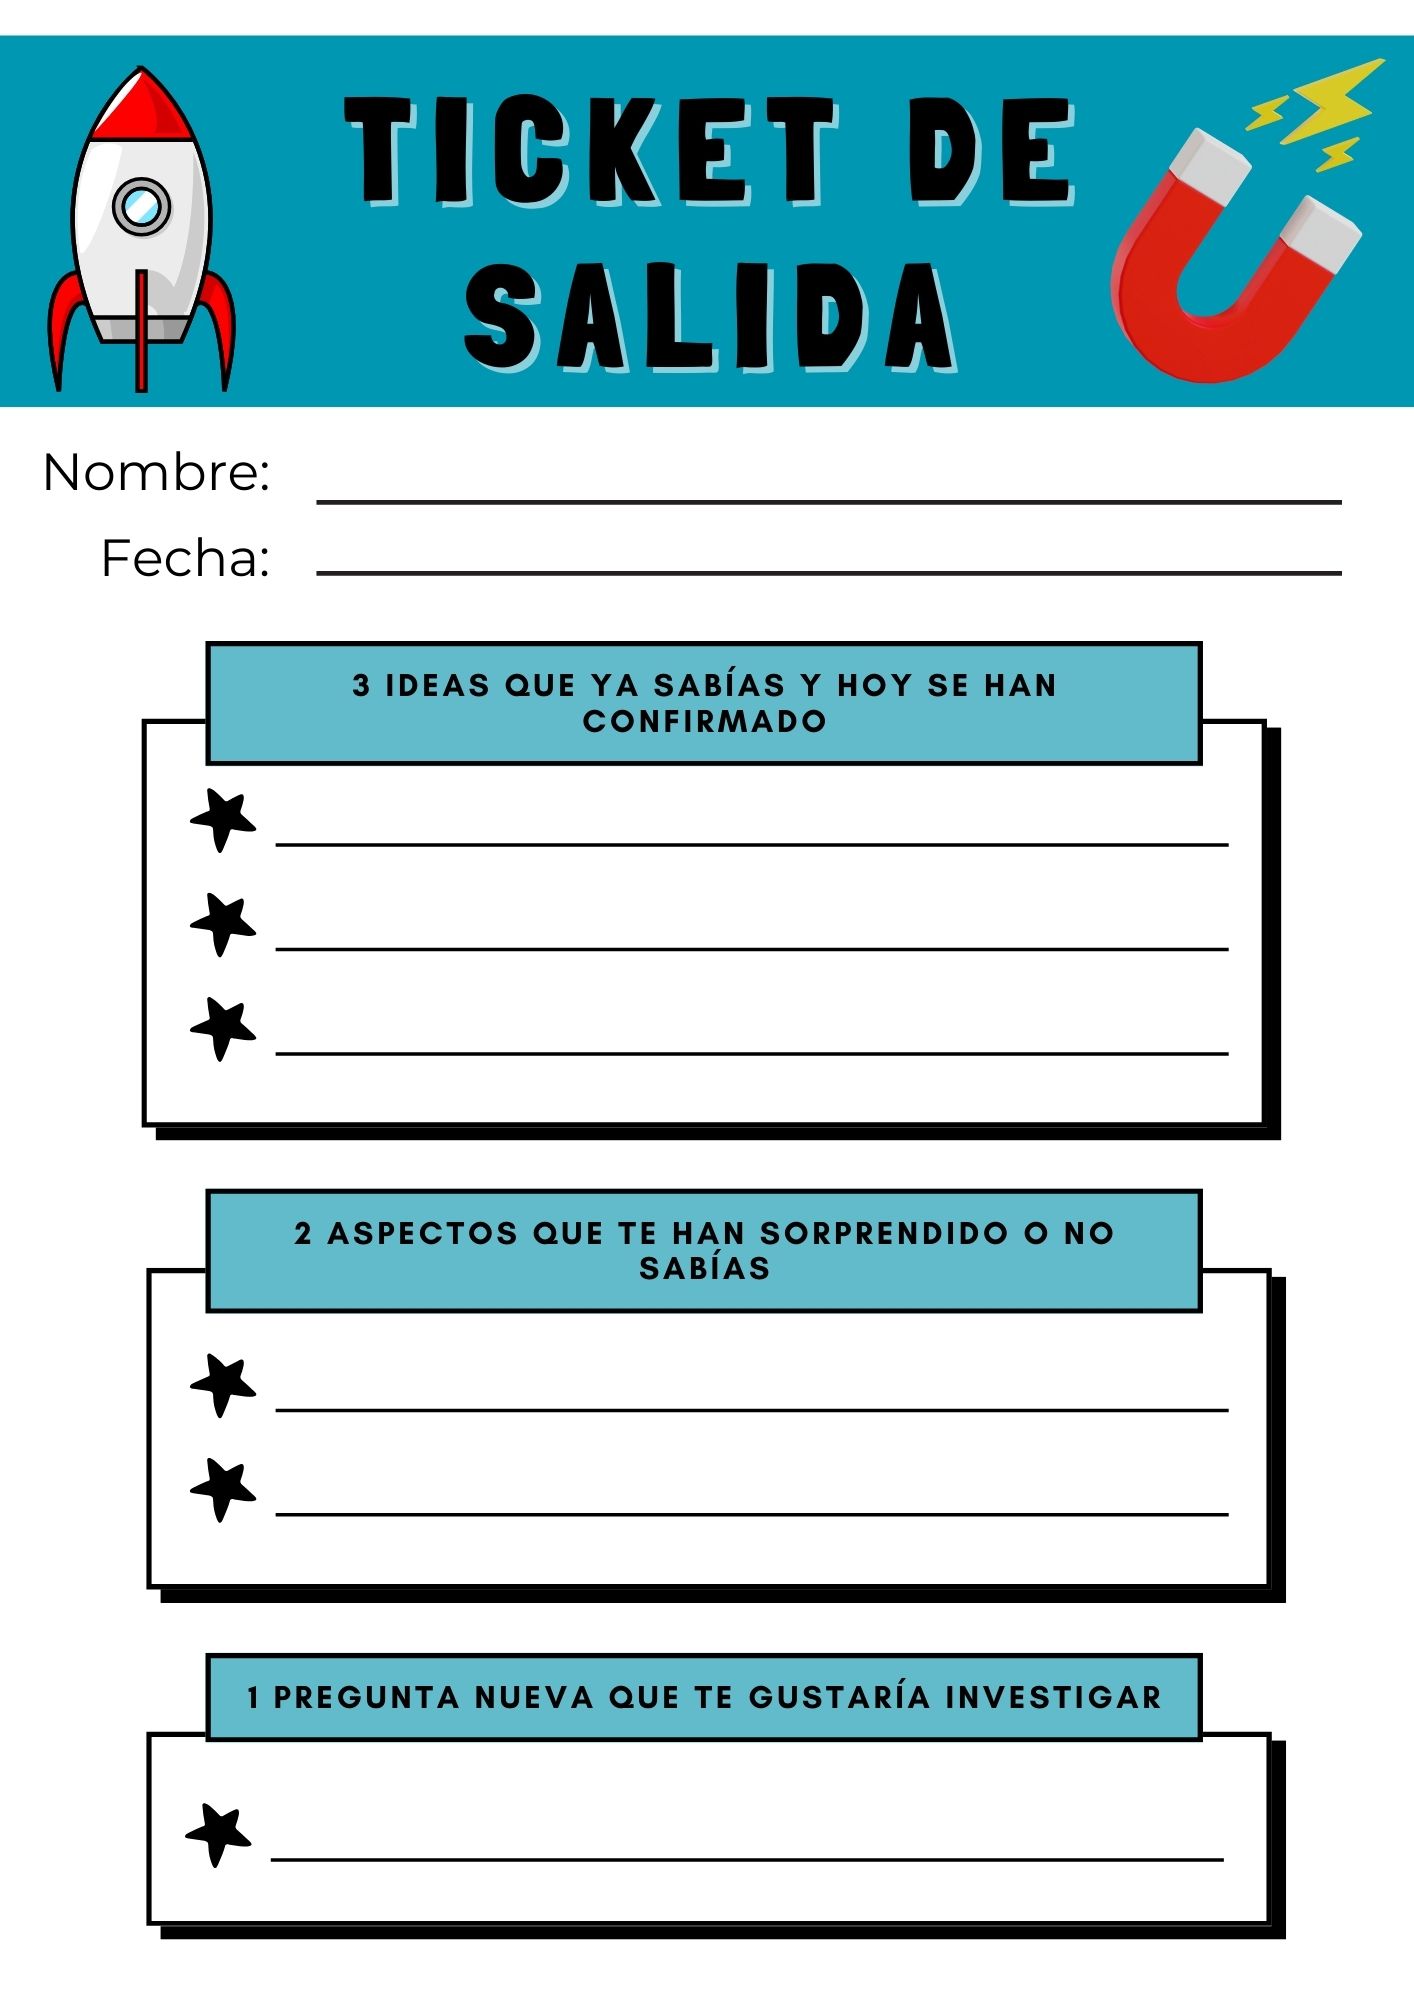 TICKET DE
SALIDA
Nombre:
Fecha:
3 IDEAS QUE YA SABÍAS Y HOY SE HAN
CONFIRMADO
2 ASPECTOS QUE TE HAN SORPRENDIDO O NO
SABÍAS
1 PREGUNTA NUEVA QUE TE GUSTARÍA INVESTIGAR